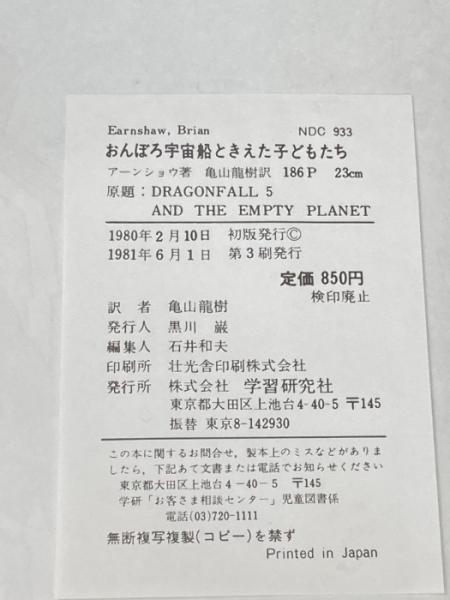 Earnshaw, Brian NDC 933
おんぼろ宇宙船ときえた子どもたち
アーンショウ著 亀山龍樹訳 186P 23cm
原題：DRAGONFALL 5
AND THE EMPTY PLANET
1980年2月10日 初版発行©
1981年6月1日 第3刷発行
定価 850円
検印廃止
訳者 亀山龍樹
発行人 黒川 巌
編集人 石井和夫
印刷所 壮光舎印刷株式会社
発行所 株式会社 学習研究社
東京都大田区上池台4-40-5 〒145
振替 東京8-142930
この本に関するお問合せ，製本上のミスなどがありま
したら，下記あて文書または電話でお知らせください
東京都大田区上池台4－40－5 〒145
学研「お客さま相談センター」児童図書係
電話(03)720-1111
無断複写複製(コピー)を禁ず
Printed in Japan